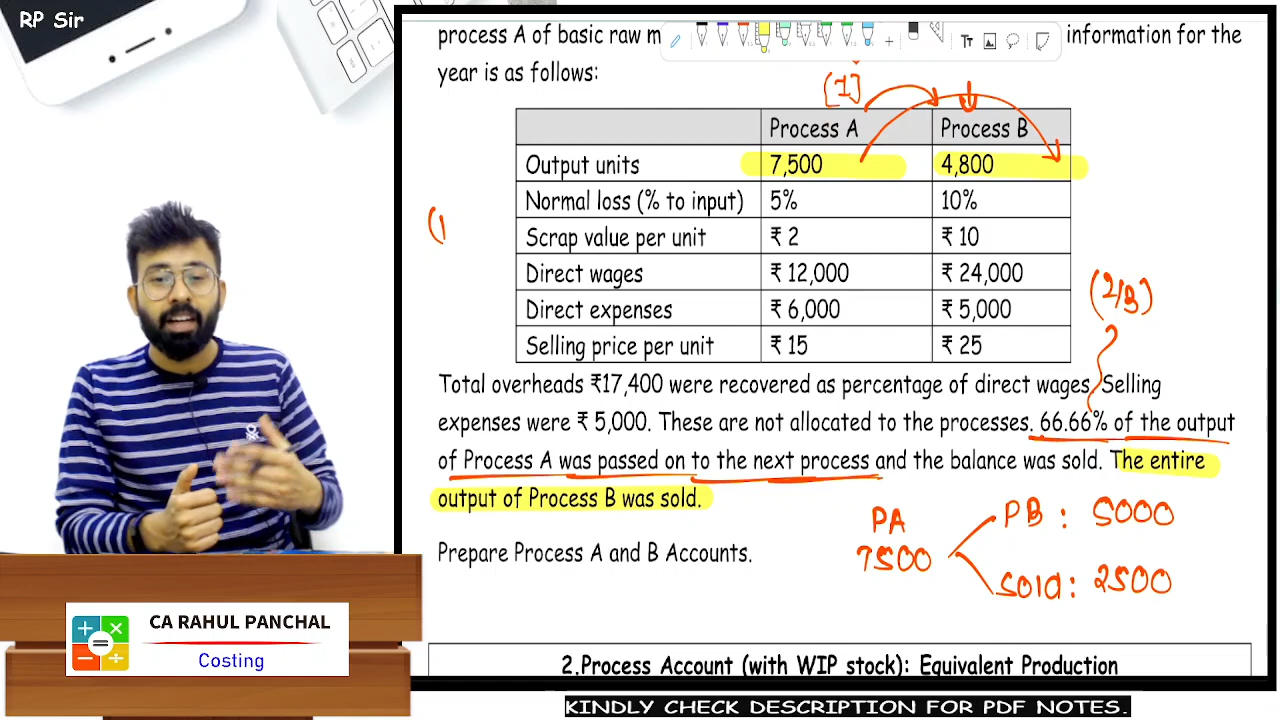 RP Sir
process A of basic raw m
information for the
year is as follows:
[I]
Process A Process B
Output units 7,500 4,800
Normal loss (% to input) 5% 10%
Scrap value per unit ₹ 2 ₹ 10
Direct wages ₹ 12,000 ₹ 24,000
Direct expenses ₹ 6,000 ₹ 5,000
Selling price per unit ₹ 15 ₹ 25
(2/3)
Total overheads ₹17,400 were recovered as percentage of direct wages Selling
expenses were ₹ 5,000. These are not allocated to the processes. 66.66% of the output
of Process A was passed on to the next process and the balance was sold. The entire
output of Process B was sold.
PA
7500
PB : 5000
Sold : 2500
Prepare Process A and B Accounts.
CA RAHUL PANCHAL
Costing
2.Process Account (with WIP stock): Equivalent Production
KINDLY CHECK DESCRIPTION FOR PDF NOTES.